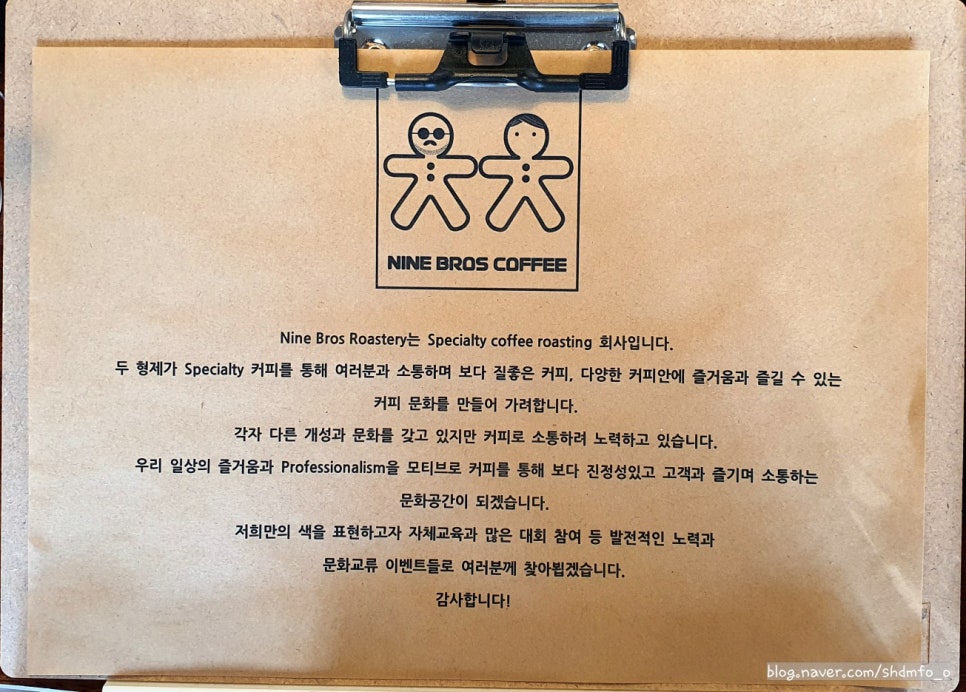 NINE BROS COFFEE
Nine Bros Roastery는 Specialty coffee roasting 회사입니다.
두 형제가 Specialty 커피를 통해 여러분과 소통하며 보다 질좋은 커피, 다양한 커피안에 즐거움과 즐길 수 있는
커피 문화를 만들어 가려합니다.
각자 다른 개성과 문화를 갖고 있지만 커피로 소통하려 노력하고 있습니다.
우리 일상의 즐거움과 Professionalism을 모티브로 커피를 통해 보다 진정성있고 고객과 즐기며 소통하는
문화공간이 되겠습니다.
저희만의 색을 표현하고자 자체교육과 많은 대회 참여 등 발전적인 노력과
문화교류 이벤트들로 여러분께 찾아뵙겠습니다.
감사합니다!
blog.naver.com/shdmfo_o